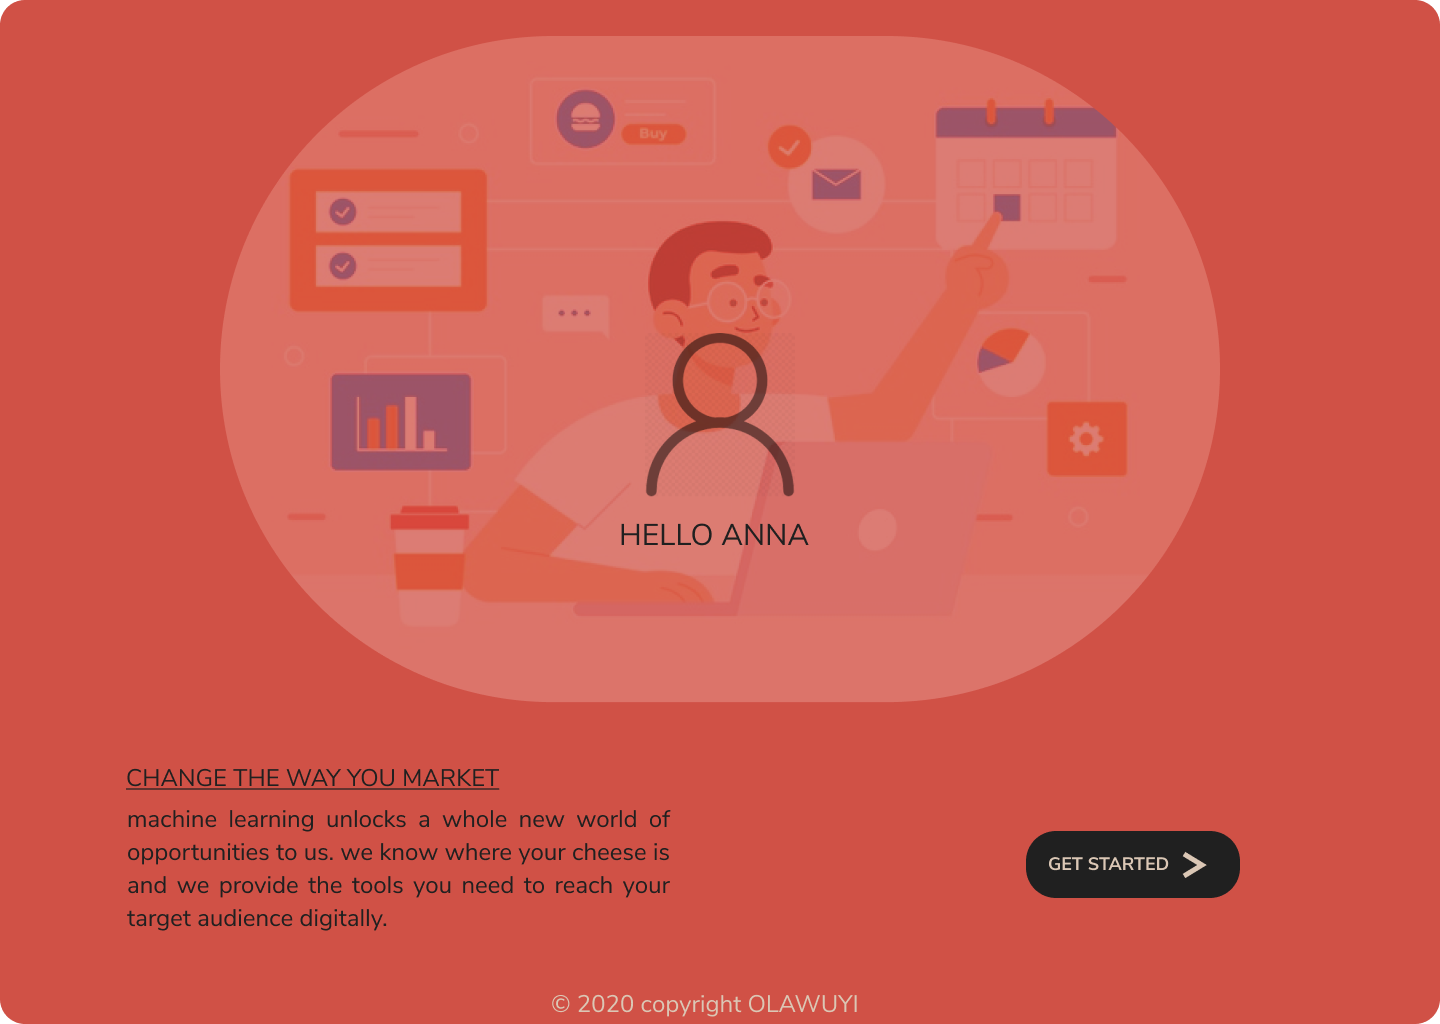 Buy
HELLO ANNA
CHANGE THE WAY YOU MARKET
machine learning unlocks a whole new world of
opportunities to us. we know where your cheese is
and we provide the tools you need to reach your
target audience digitally.
GET STARTED
© 2020 copyright OLAWUYI